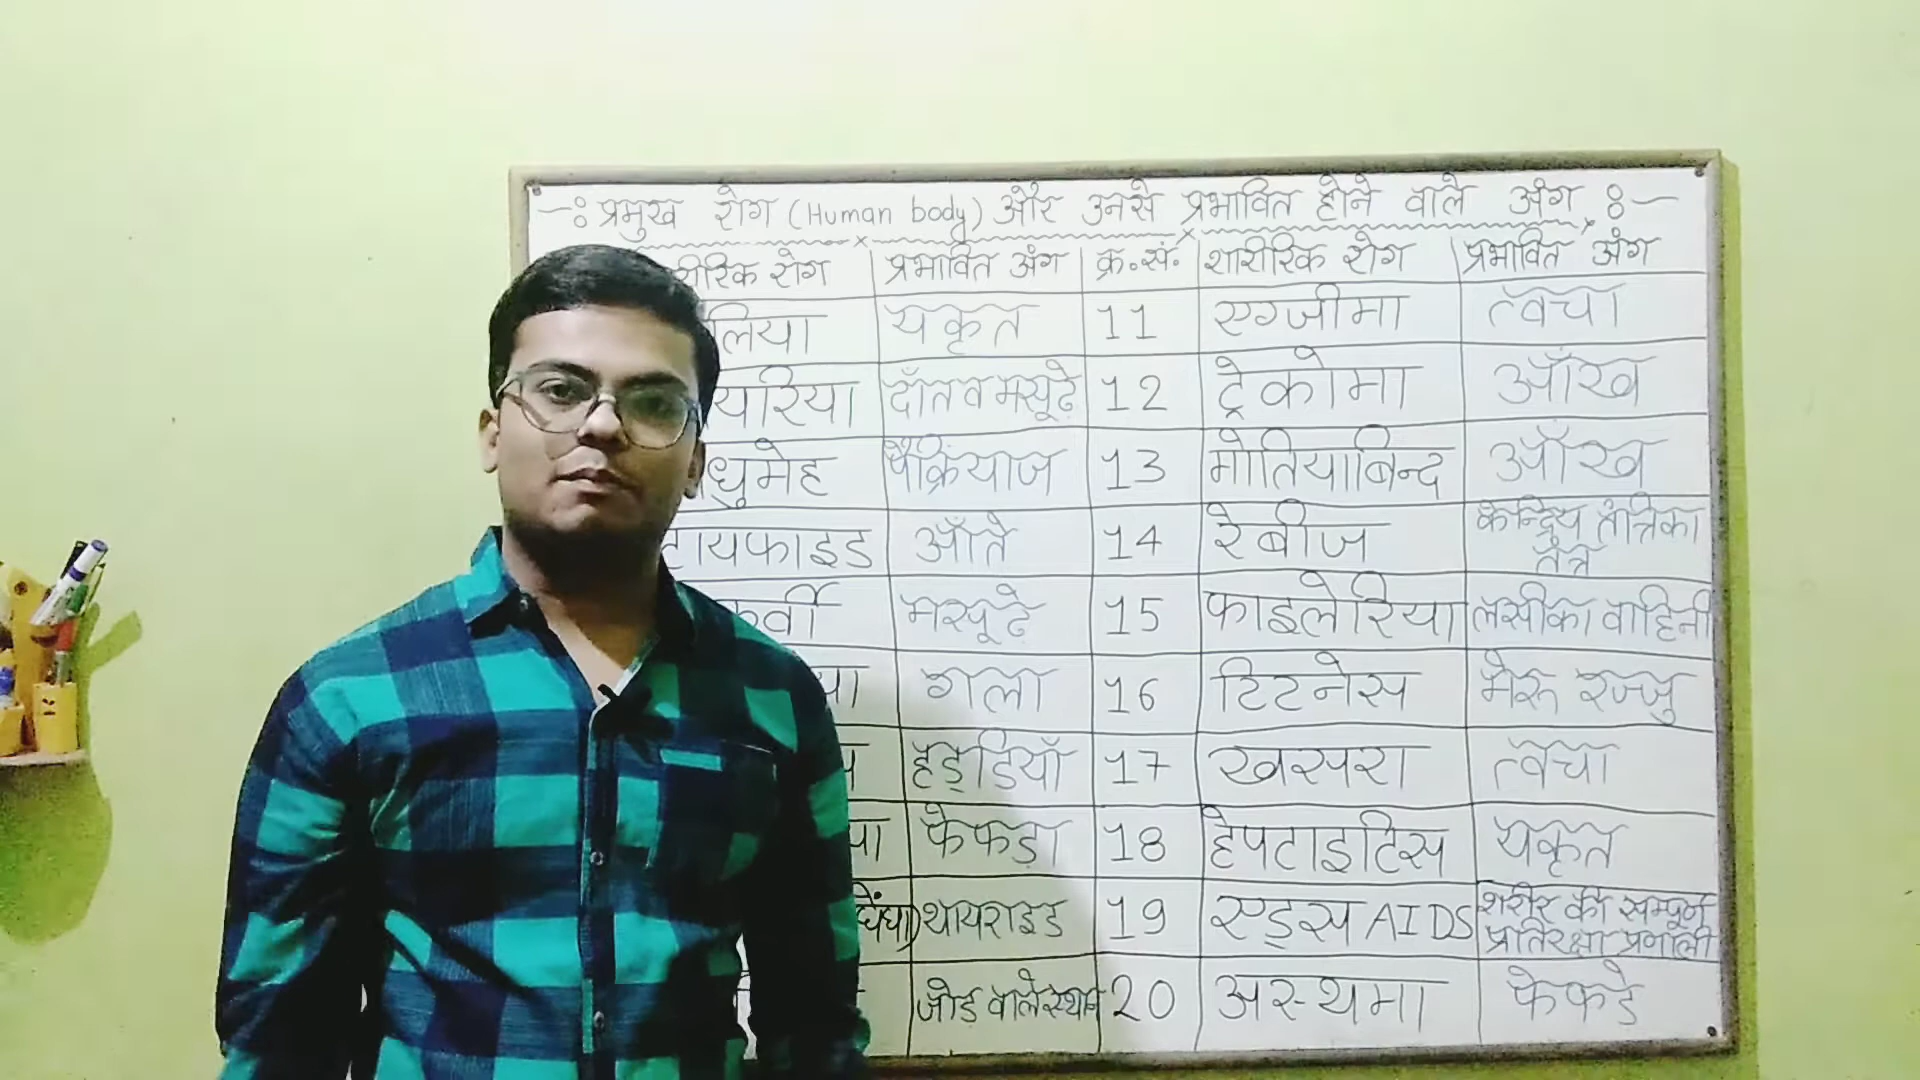 -: प्रमुख रोग (Human body) और उनसे प्रभावित होने वाले अंग :-
रोग प्रभावित अंग क्र.सं. शारीरिक रोग प्रभावित अंग
यकृत 11 एग्जीमा त्वचा
दाँत व मसूढ़े 12 ट्रेकोमा आँख
पैंक्रियाज 13 मोतियाबिन्द आँख
टायफाइड आँते 14 रेबीज केन्द्रिय तंत्रिका
तंत्र
मसूढ़े 15 फाइलेरिया लसीका वाहिनी
गला 16 टिटनेस मेरू रज्जु
हड्डियाँ 17 खसरा त्वचा
फेफड़ा 18 हेपटाइटिस यकृत
घेंघा) थायराइड 19 एड्स AIDS शरीर की सम्पूर्न
प्रतिरक्षा प्रणाली
जोड़ वाले स्थान 20 अस्थमा फेफड़े